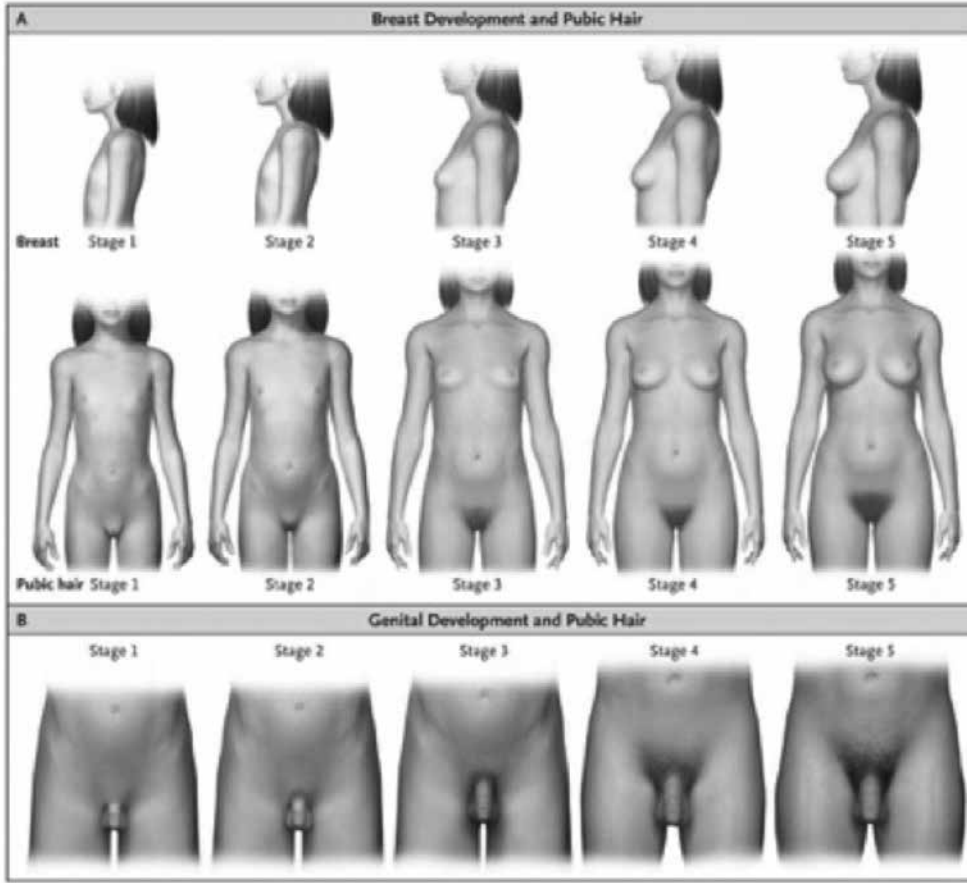 A Breast Development and Pubic Hair
Breast Stage 1 Stage 2 Stage 3 Stage 4 Stage 5
Pubic hair Stage 1 Stage 2 Stage 3 Stage 4 Stage 5
B Genital Development and Pubic Hair
Stage 1 Stage 2 Stage 3 Stage 4 Stage 5